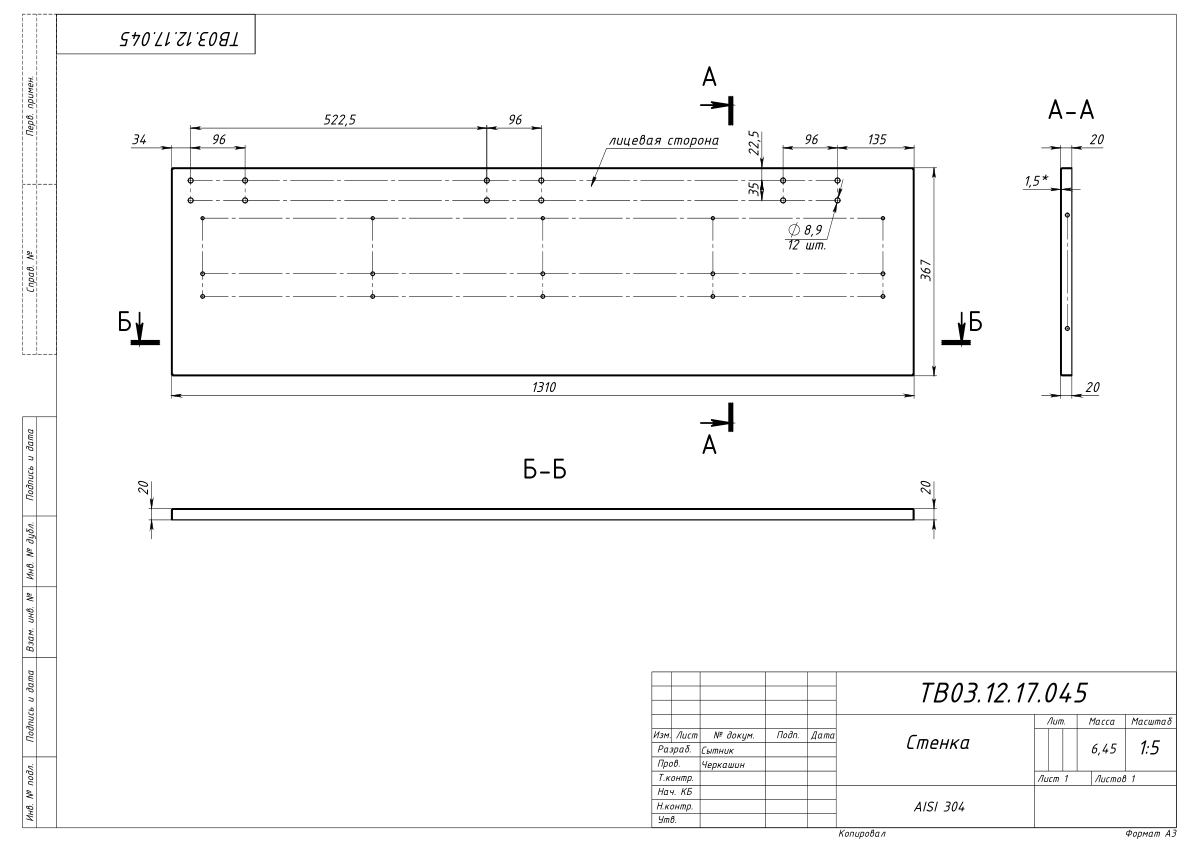 ТВ03.12.17.045
Перв. примен.
Справ. №
Подпись и дата
Инв. № дубл.
Взам. инв. №
Подпись и дата
Инв. № подл.
А
А-А
34
522,5
96
96
лицевая сторона
22,5
35
96
135
20
1,5*
⌀ 8,9
12 шт.
367
Б
Б
1310
20
А
Б-Б
20
20
ТВ03.12.17.045
Изм. Лист № докум. Подп. Дата
Разраб. Сытник
Пров. Черкашин
Т.контр.
Нач. КБ
Н.контр.
Утв.
Стенка
Лит. Масса Масштаб
6,45 1:5
Лист 1 Листов 1
AISI 304
Копировал Формат А3